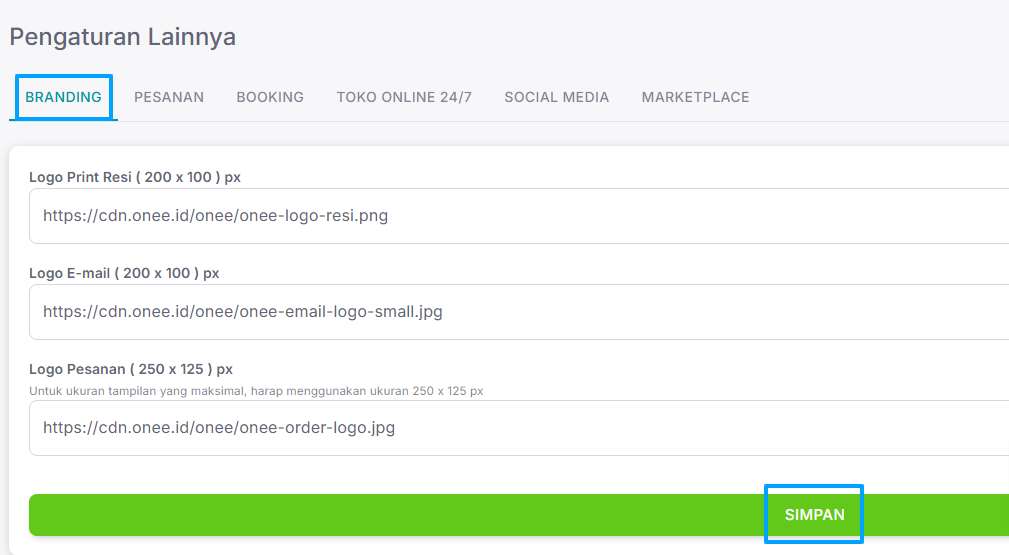 Pengaturan Lainnya
BRANDING PESANAN BOOKING TOKO ONLINE 24/7 SOCIAL MEDIA MARKETPLACE
Logo Print Resi ( 200 x 100 ) px
https://cdn.onee.id/onee/onee-logo-resi.png
Logo E-mail ( 200 x 100 ) px
https://cdn.onee.id/onee/onee-email-logo-small.jpg
Logo Pesanan ( 250 x 125 ) px
Untuk ukuran tampilan yang maksimal, harap menggunakan ukuran 250 x 125 px
https://cdn.onee.id/onee/onee-order-logo.jpg
SIMPAN